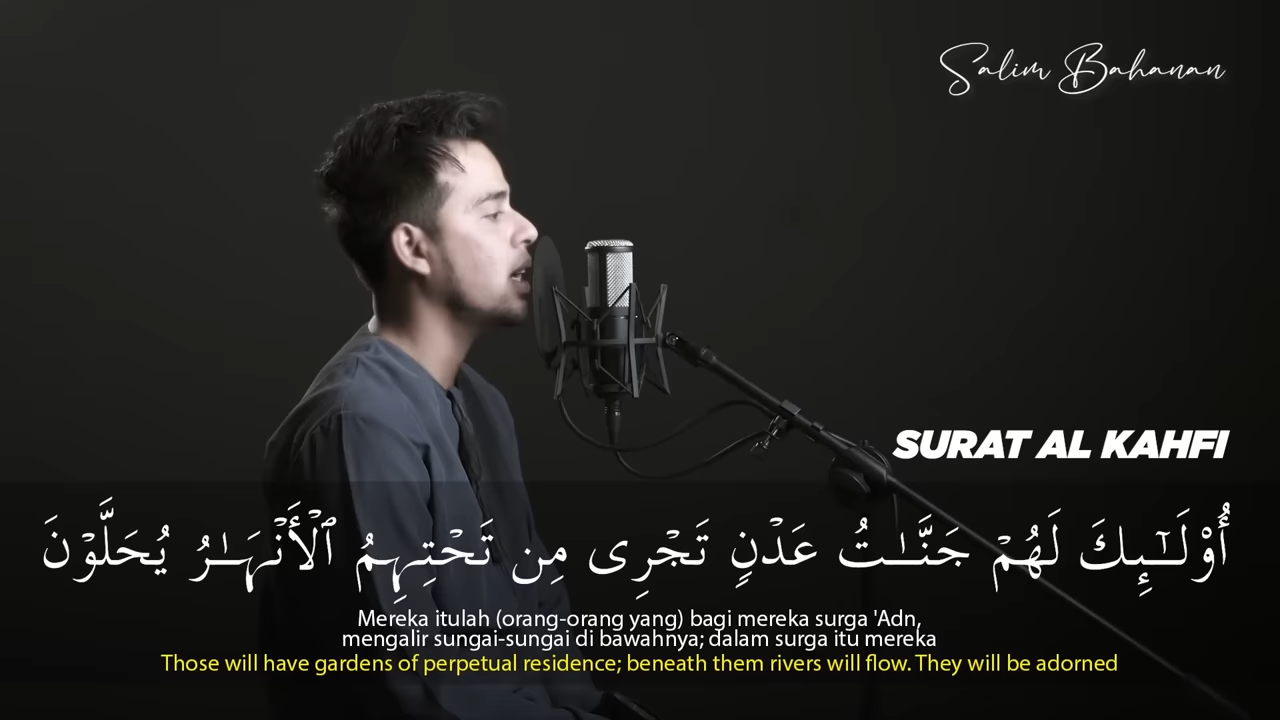 Salim Bahanan
SURAT AL KAHFI
أُوْلَـٰٓئِكَ لَهُمْ جَنَّـٰتُ عَدْنٍ تَجْرِى مِن تَحْتِهِمُ ٱلْأَنْهَـٰرُ يُحَلَّوْنَ
Mereka itulah (orang-orang yang) bagi mereka surga 'Adn,
mengalir sungai-sungai di bawahnya; dalam surga itu mereka
Those will have gardens of perpetual residence; beneath them rivers will flow. They will be adorned